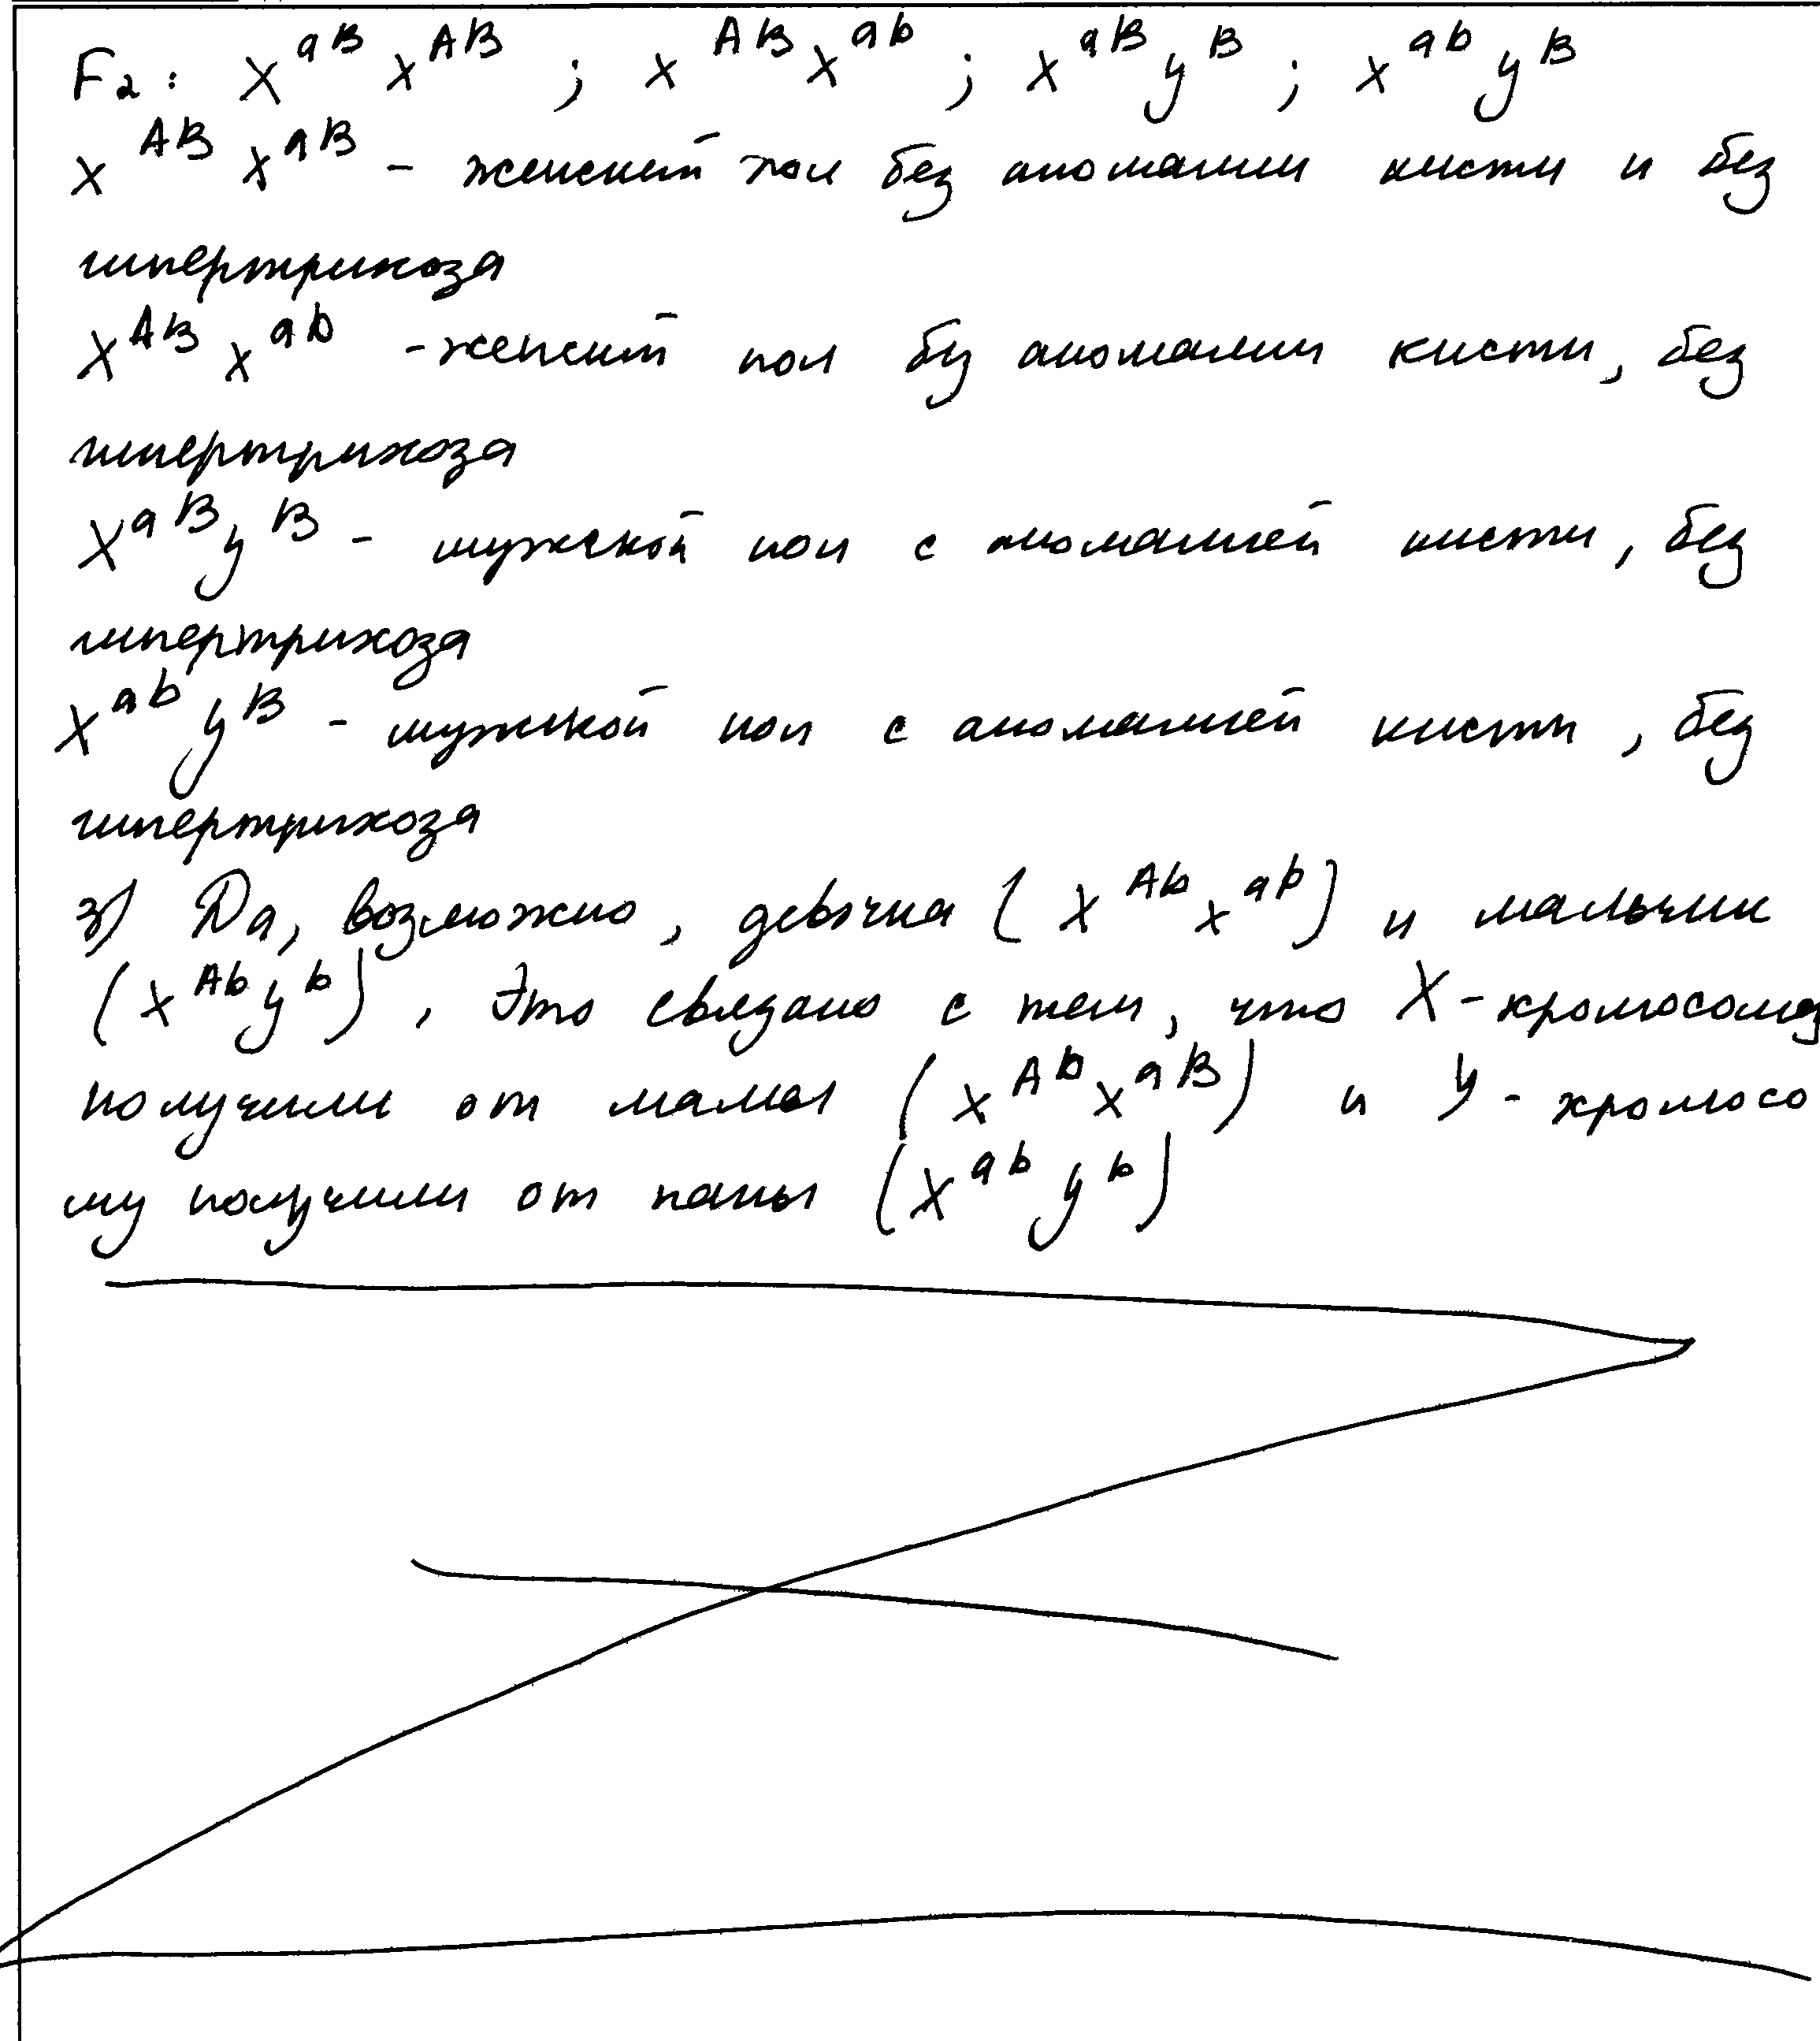 F₂: X^aB x^AB ; x^AB x^ab ; x^aB y^B ; x^ab y^B
x^AB x^aB - женский пол без аномалии кисти и без
гипертрихоза
X^AB x^ab - женский пол без аномалии кисти, без
гипертрихоза
X^aB y^B - мужской пол с аномалией кисти, без
гипертрихоза
x^ab y^B - мужской пол с аномалией кисти, без
гипертрихоза
3) Да, возможно, девочка (x^Ab x^ab) и мальчик
(x^Ab y^b), Это связано с тем, что X-хромосому
получили от мамы (x^Ab x^aB) и y-хромосо
му получили от папы (x^ab y^b)